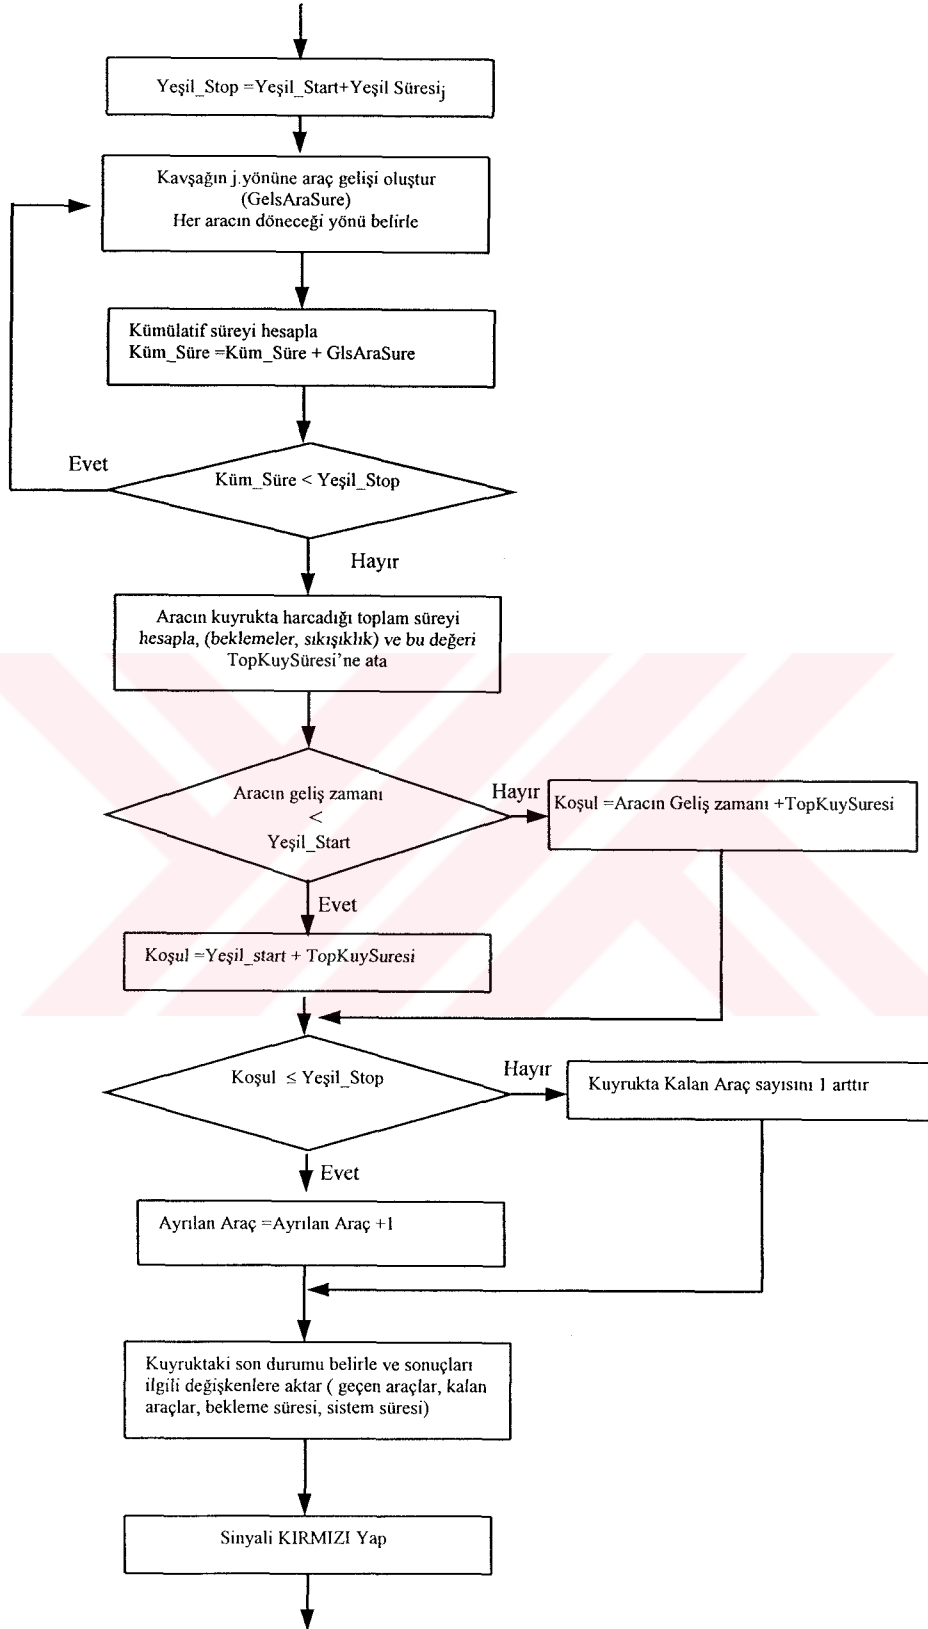 Yeşil_Stop =Yeşil_Start+Yeşil Süresij
Kavşağın j.yönüne araç gelişi oluştur
(GelsAraSure)
Her aracın döneceği yönü belirle
Kümülatif süreyi hesapla
Küm_Süre =Küm_Süre + GlsAraSure
Evet
Küm_Süre < Yeşil_Stop
Hayır
Aracın kuyrukta harcadığı toplam süreyi
hesapla, (beklemeler, sıkışıklık) ve bu değeri
TopKuySüresi’ne ata
Aracın geliş zamanı
<
Yeşil_Start
Hayır
Koşul =Aracın Geliş zamanı +TopKuySuresi
Evet
Koşul =Yeşil_start + TopKuySuresi
Koşul ≤ Yeşil_Stop
Hayır
Kuyrukta Kalan Araç sayısını 1 arttır
Evet
Ayrılan Araç =Ayrılan Araç +1
Kuyruktaki son durumu belirle ve sonuçları
ilgili değişkenlere aktar ( geçen araçlar, kalan
araçlar, bekleme süresi, sistem süresi)
Sinyali KIRMIZI Yap